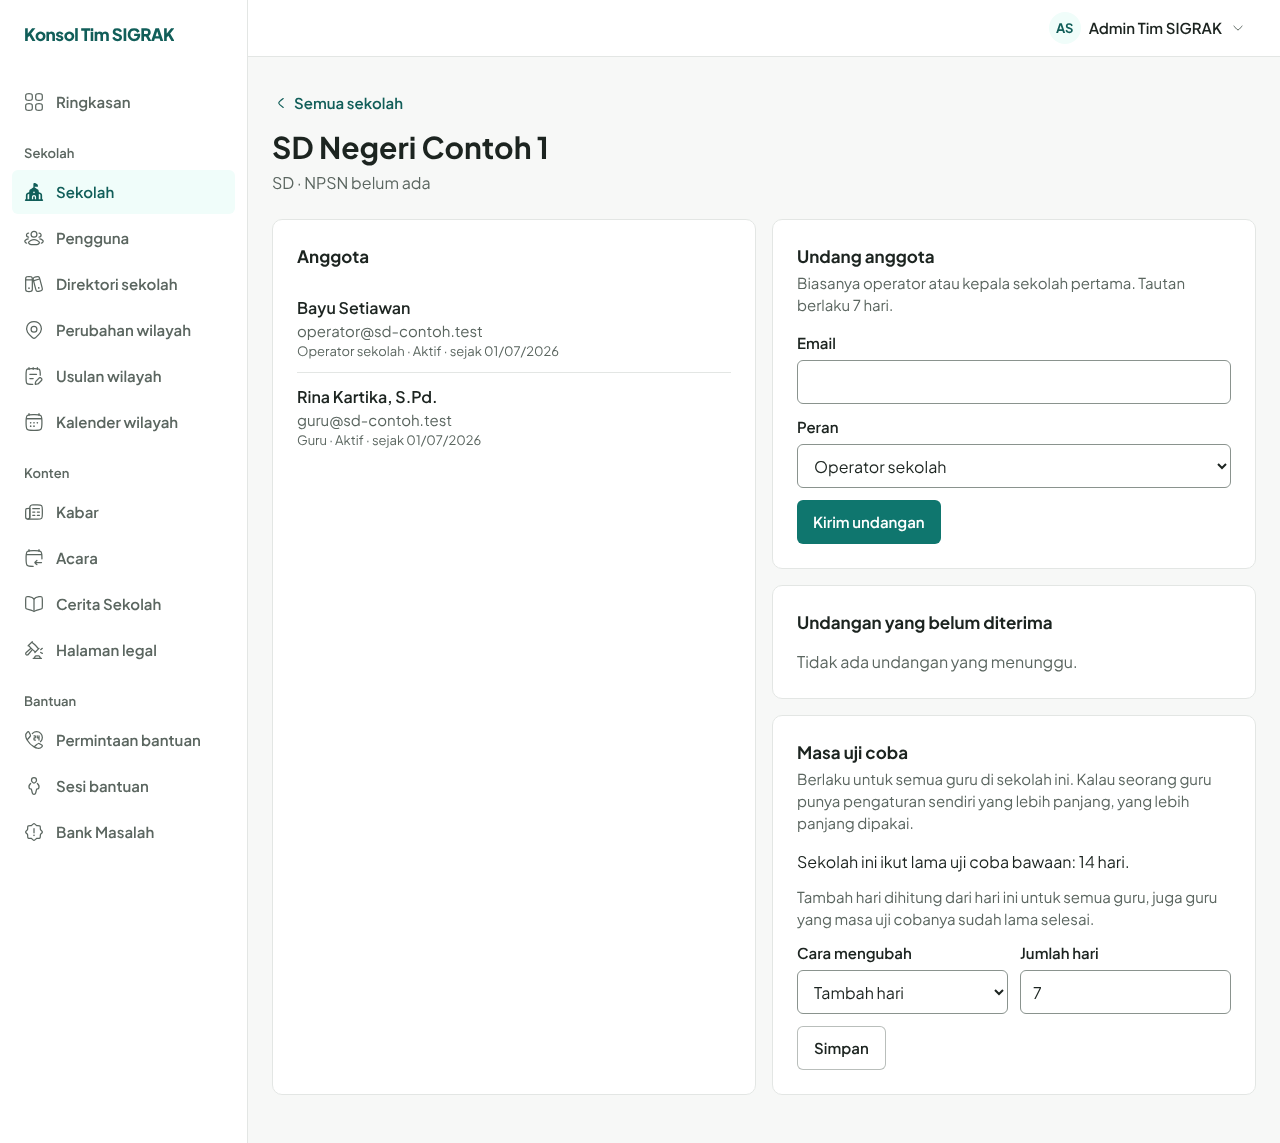 Konsol Tim SIGRAK
Ringkasan
Sekolah
Sekolah
Pengguna
Direktori sekolah
Perubahan wilayah
Usulan wilayah
Kalender wilayah
Konten
Kabar
Acara
Cerita Sekolah
Halaman legal
Bantuan
Permintaan bantuan
Sesi bantuan
Bank Masalah
AS Admin Tim SIGRAK
Semua sekolah
SD Negeri Contoh 1
SD · NPSN belum ada
Anggota
Bayu Setiawan
operator@sd-contoh.test
Operator sekolah · Aktif · sejak 01/07/2026
Rina Kartika, S.Pd.
guru@sd-contoh.test
Guru · Aktif · sejak 01/07/2026
Undang anggota
Biasanya operator atau kepala sekolah pertama. Tautan
berlaku 7 hari.
Email
Peran
Operator sekolah
Kirim undangan
Undangan yang belum diterima
Tidak ada undangan yang menunggu.
Masa uji coba
Berlaku untuk semua guru di sekolah ini. Kalau seorang guru
punya pengaturan sendiri yang lebih panjang, yang lebih
panjang dipakai.
Sekolah ini ikut lama uji coba bawaan: 14 hari.
Tambah hari dihitung dari hari ini untuk semua guru, juga guru
yang masa uji cobanya sudah lama selesai.
Cara mengubah
Jumlah hari
Tambah hari
7
Simpan